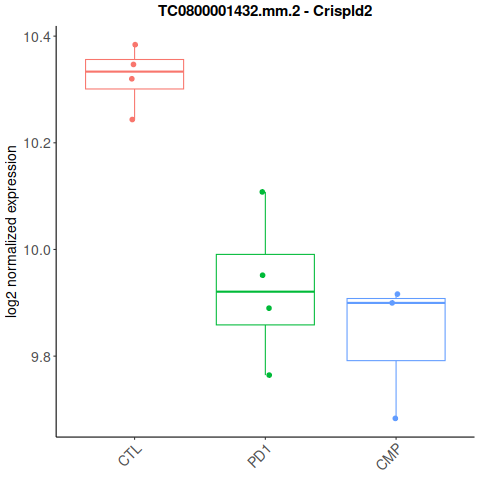 TC0800001432.mm.2 - Crispld2
log2 normalized expression
10.4
10.2
10.0
9.8
CTL
PD1
CMP